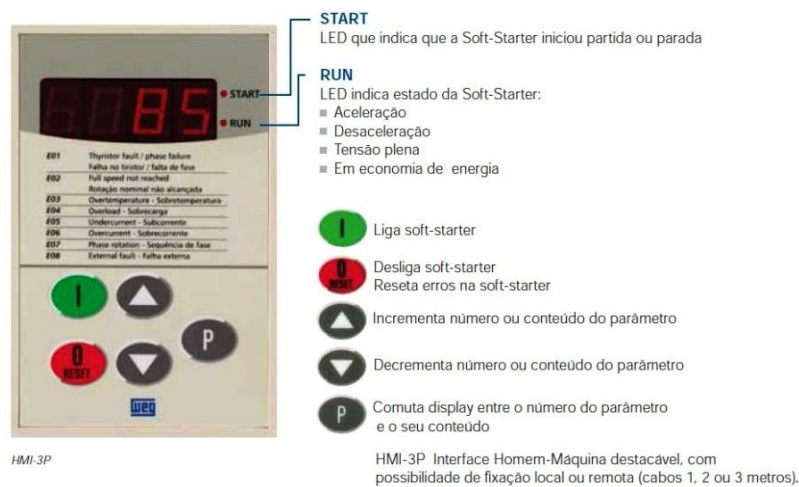 START
LED que indica que a Soft-Starter iniciou partida ou parada
RUN
LED indica estado da Soft-Starter:
Aceleração
Desaceleração
Tensão plena
Em economia de energia
85
START
RUN
E01 Thyristor fault / phase failure
Falha no tiristor / falta de fase
E02 Full speed not reached
Rotação nominal não alcançada
E03 Overtemperature - Sobretemperatura
E04 Overload - Sobrecarga
E05 Undercurrent - Subcorrente
E06 Overcurrent - Sobrecorrente
E07 Phase rotation - Sequência de fase
E08 External fault - Falha externa
I
P
0
RESET
WEG
HMI-3P
I
Liga soft-starter
0
RESET
Desliga soft-starter
Reseta erros na soft-starter
Incrementa número ou conteúdo do parâmetro
Decrementa número ou conteúdo do parâmetro
P
Comuta display entre o número do parâmetro
e o seu conteúdo
HMI-3P Interface Homem-Máquina destacável, com
possibilidade de fixação local ou remota (cabos 1, 2 ou 3 metros).